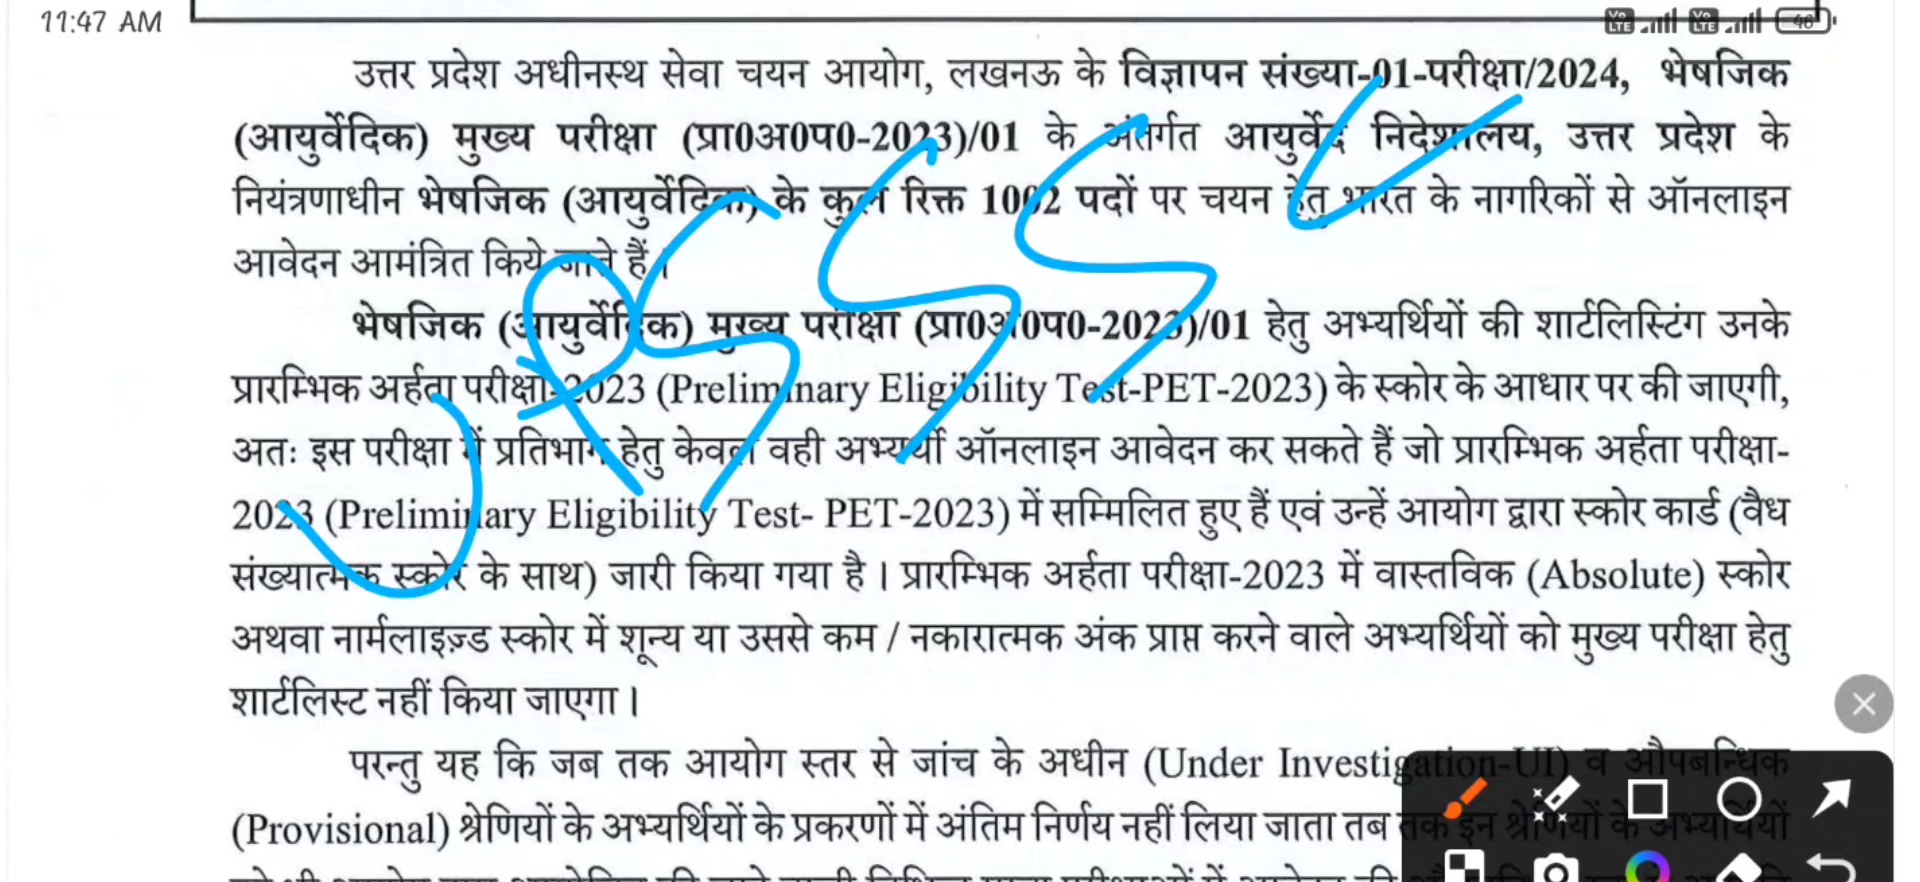 11:47 AM
48
उत्तर प्रदेश अधीनस्थ सेवा चयन आयोग, लखनऊ के विज्ञापन संख्या-01-परीक्षा/2024, भेषजिक
(आयुर्वेदिक) मुख्य परीक्षा (प्रा0अ0प0-2023)/01 के अंतर्गत आयुर्वेद निदेशालय, उत्तर प्रदेश के
नियंत्रणाधीन भेषजिक (आयुर्वेदिक) के कुल रिक्त 1002 पदों पर चयन हेतु भारत के नागरिकों से ऑनलाइन
आवेदन आमंत्रित किये जाते हैं।
भेषजिक (आयुर्वेदिक) मुख्य परीक्षा (प्रा0अ0प0-2023)/01 हेतु अभ्यर्थियों की शार्टलिस्टिंग उनके
प्रारम्भिक अर्हता परीक्षा-2023 (Preliminary Eligibility Test-PET-2023) के स्कोर के आधार पर की जाएगी,
अतः इस परीक्षा में प्रतिभाग हेतु केवल वही अभ्यर्थी ऑनलाइन आवेदन कर सकते हैं जो प्रारम्भिक अर्हता परीक्षा-
2023 (Preliminary Eligibility Test- PET-2023) में सम्मिलित हुए हैं एवं उन्हें आयोग द्वारा स्कोर कार्ड (वैध
संख्यात्मक स्कोर के साथ) जारी किया गया है। प्रारम्भिक अर्हता परीक्षा-2023 में वास्तविक (Absolute) स्कोर
अथवा नार्मलाइज़्ड स्कोर में शून्य या उससे कम / नकारात्मक अंक प्राप्त करने वाले अभ्यर्थियों को मुख्य परीक्षा हेतु
शार्टलिस्ट नहीं किया जाएगा।
परन्तु यह कि जब तक आयोग स्तर से जांच के अधीन (Under Investigation-UI) व औपबन्धिक
(Provisional) श्रेणियों के अभ्यर्थियों के प्रकरणों में अंतिम निर्णय नहीं लिया जाता तब तक इन श्रेणियों के अभ्यर्थियों
UPSSSC